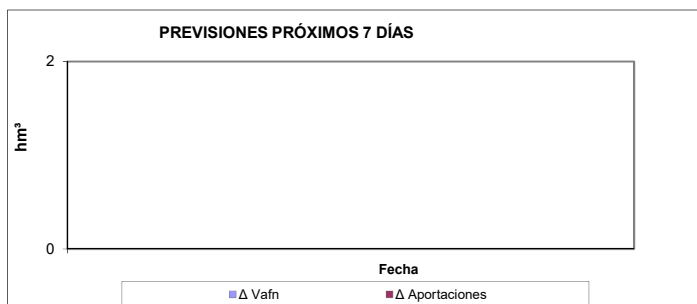 PREVISIONES PRÓXIMOS 7 DÍAS
2
hm³
0
Fecha
Δ Vafn
Δ Aportaciones